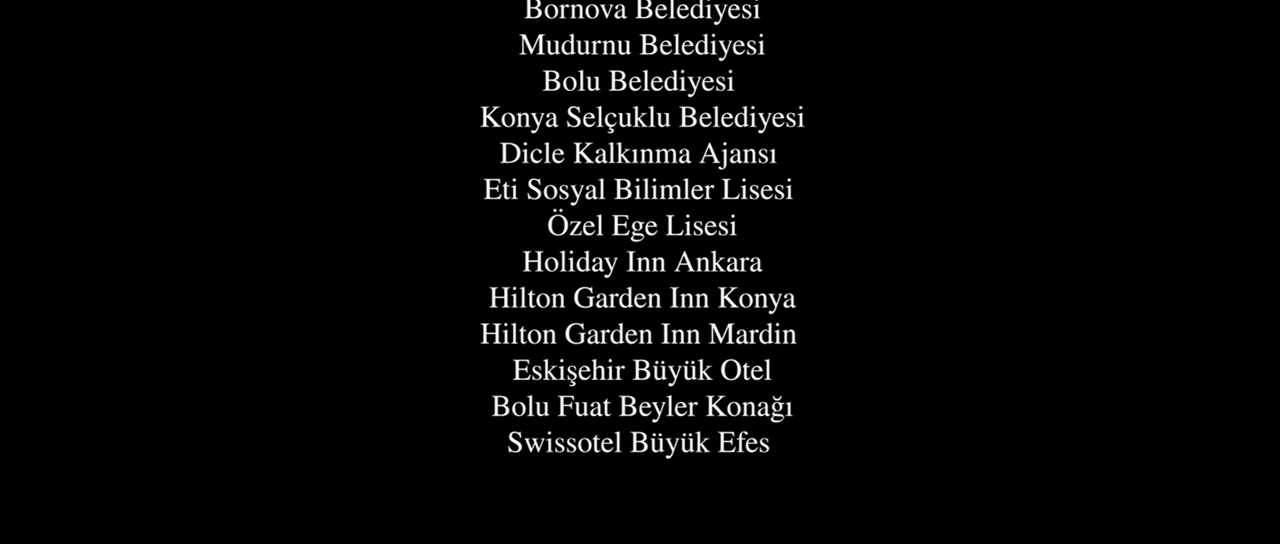 Bornova Belediyesi
Mudurnu Belediyesi
Bolu Belediyesi
Konya Selçuklu Belediyesi
Dicle Kalkınma Ajansı
Eti Sosyal Bilimler Lisesi
Özel Ege Lisesi
Holiday Inn Ankara
Hilton Garden Inn Konya
Hilton Garden Inn Mardin
Eskişehir Büyük Otel
Bolu Fuat Beyler Konağı
Swissotel Büyük Efes